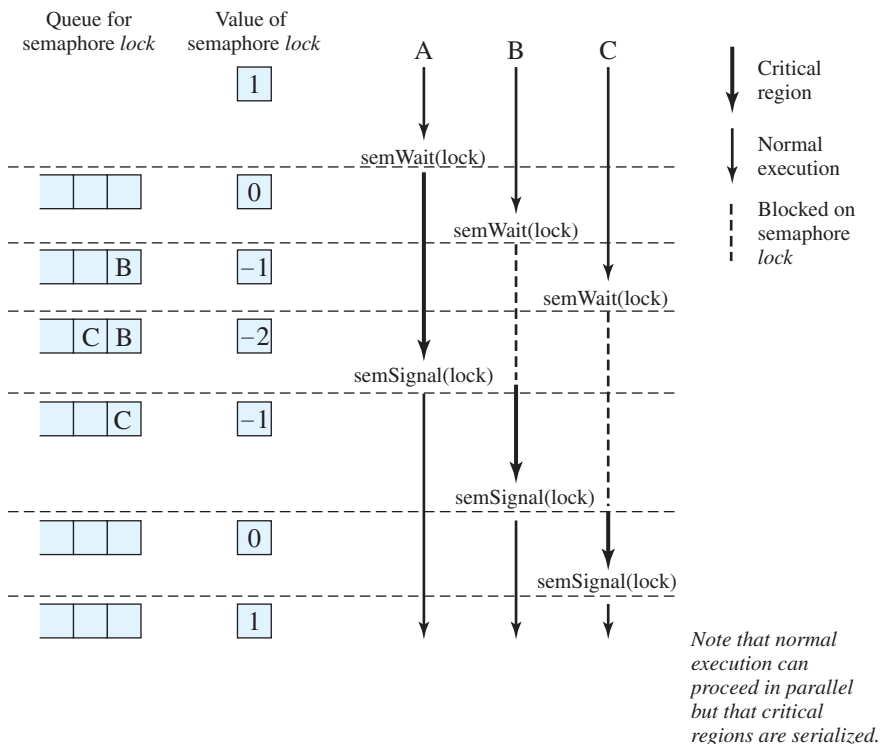 Queue for
semaphore lock
Value of
semaphore lock
A
B
C
1
Critical
region
Normal
execution
Blocked on
semaphore
lock
semWait(lock)
0
semWait(lock)
B
–1
semWait(lock)
C B
–2
semSignal(lock)
C
–1
semSignal(lock)
0
semSignal(lock)
1
Note that normal
execution can
proceed in parallel
but that critical
regions are serialized.